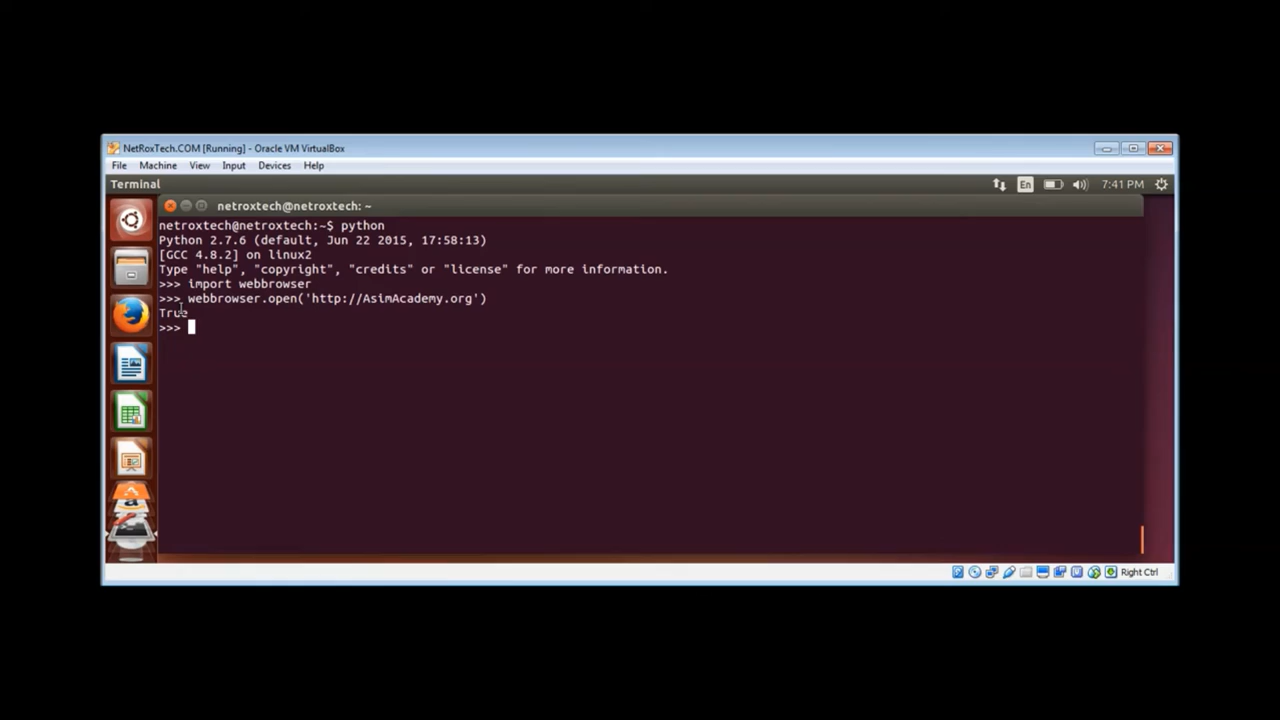 NetRoxTech.COM [Running] - Oracle VM VirtualBox
File Machine View Input Devices Help
Terminal En 7:41 PM
netroxtech@netroxtech: ~
netroxtech@netroxtech:~$ python
Python 2.7.6 (default, Jun 22 2015, 17:58:13)
[GCC 4.8.2] on linux2
Type "help", "copyright", "credits" or "license" for more information.
>>> import webbrowser
>>> webbrowser.open('http://AsimAcademy.org')
True
>>>
Right Ctrl